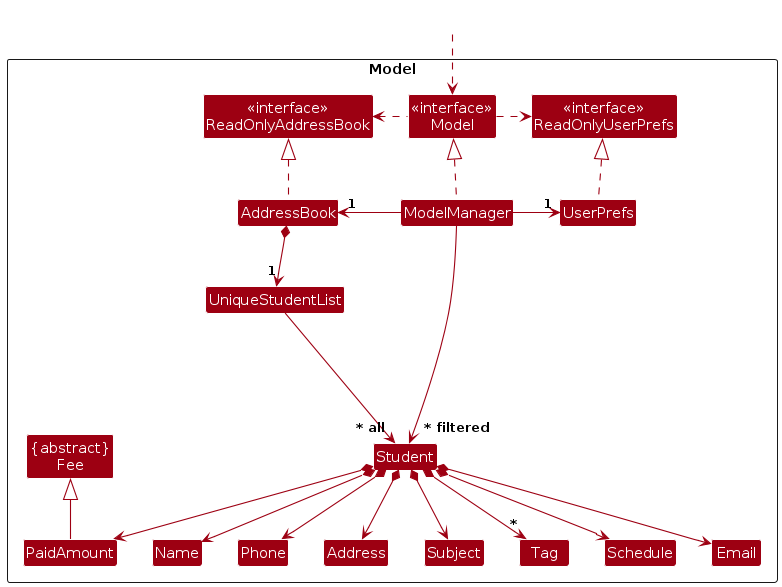 Model
«interface»
ReadOnlyAddressBook
«interface»
Model
«interface»
ReadOnlyUserPrefs
AddressBook
1
ModelManager
1
UserPrefs
1
UniqueStudentList
* all
* filtered
{abstract}
Fee
Student
*
PaidAmount
Name
Phone
Address
Subject
Tag
Schedule
Email